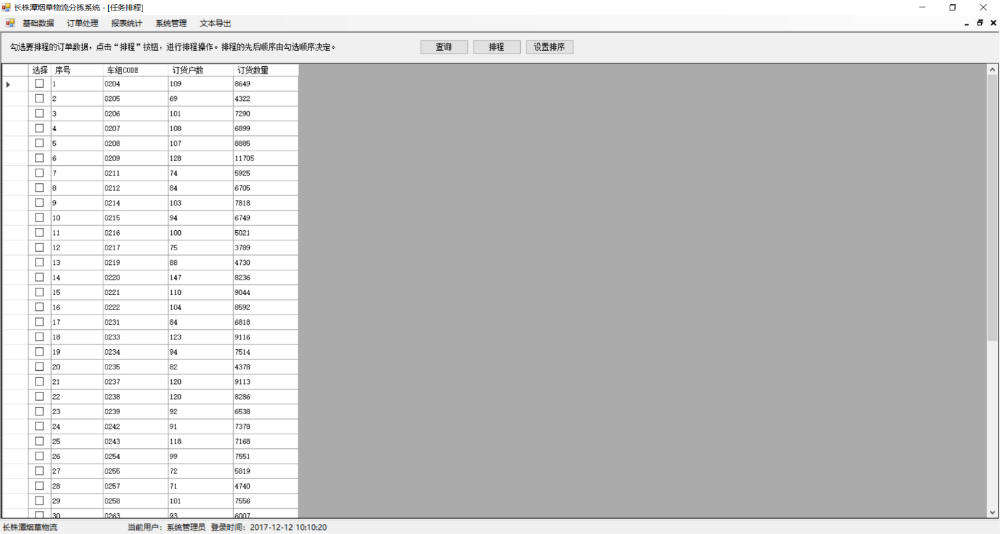 长株潭烟草物流分拣系统 - [任务排程]
基础数据 订单处理 报表统计 系统管理 文本导出
勾选要排程的订单数据，点击“排程”按钮，进行排程操作。排程的先后顺序由勾选顺序决定。 查询 排程 设置排序
选择 序号 车组CODE 订货户数 订货数量
1 0204 109 8649
2 0205 69 4322
3 0206 101 7290
4 0207 108 6899
5 0208 107 8885
6 0209 128 11705
7 0211 74 5925
8 0212 84 6705
9 0214 103 7818
10 0215 94 6749
11 0216 100 5021
12 0217 75 3789
13 0219 88 4730
14 0220 147 8236
15 0221 110 9044
16 0222 104 8592
17 0231 84 6818
18 0233 123 9116
19 0234 94 7514
20 0235 82 4378
21 0237 120 9113
22 0238 120 8286
23 0239 92 6538
24 0242 91 7378
25 0243 118 7168
26 0254 99 7551
27 0255 72 5819
28 0257 71 4740
29 0258 101 7556
30 0263 93 6007
长株潭烟草物流 当前用户：系统管理员 登录时间：2017-12-12 10:10:20